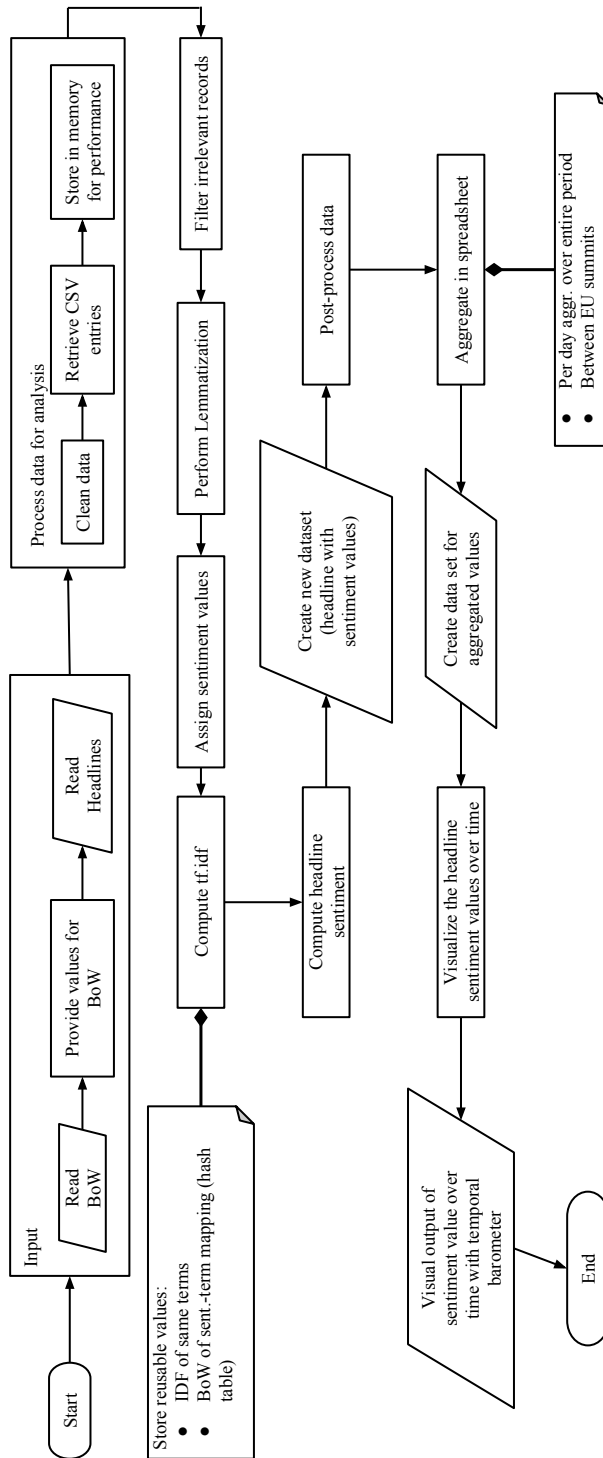 Start
Input
Read
BoW
Provide values for
BoW
Read
Headlines
Process data for analysis
Clean data
Retrieve CSV
entries
Store in memory
for performance
Filter irrelevant records
Perform Lemmatization
Assign sentiment values
Compute tf.idf
Store reusable values:
● IDF of same terms
● BoW of sent.-term mapping (hash
table)
Compute headline
sentiment
Create new dataset
(headline with
sentiment values)
Post-process data
Aggregate in spreadsheet
● Per day aggr. over entire period
● Between EU summits
Create data set for
aggregated values
Visualize the headline
sentiment values over time
Visual output of
sentiment value over
time with temporal
barometer
End